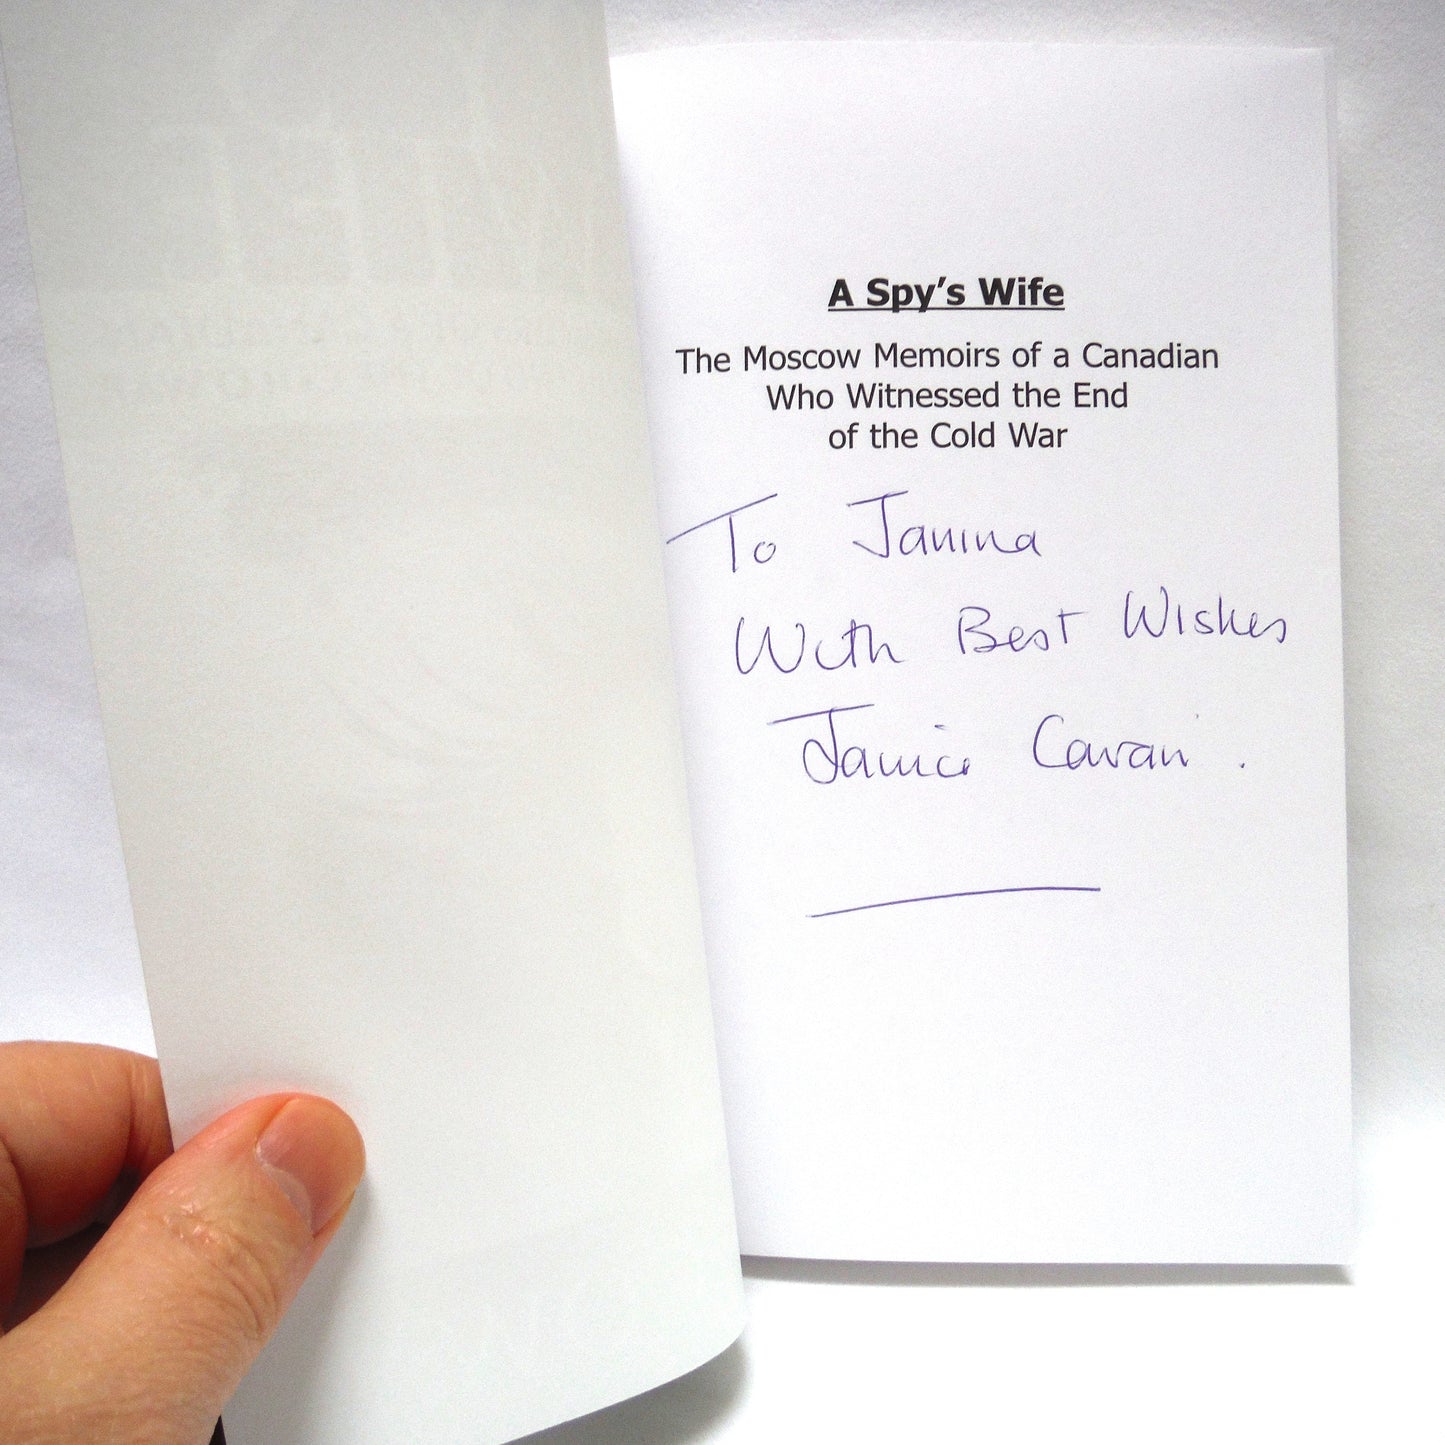 A Spy’s Wife
The Moscow Memoirs of a Canadian
Who Witnessed the End
of the Cold War
To Janina
With Best Wishes
Janice Cowan.